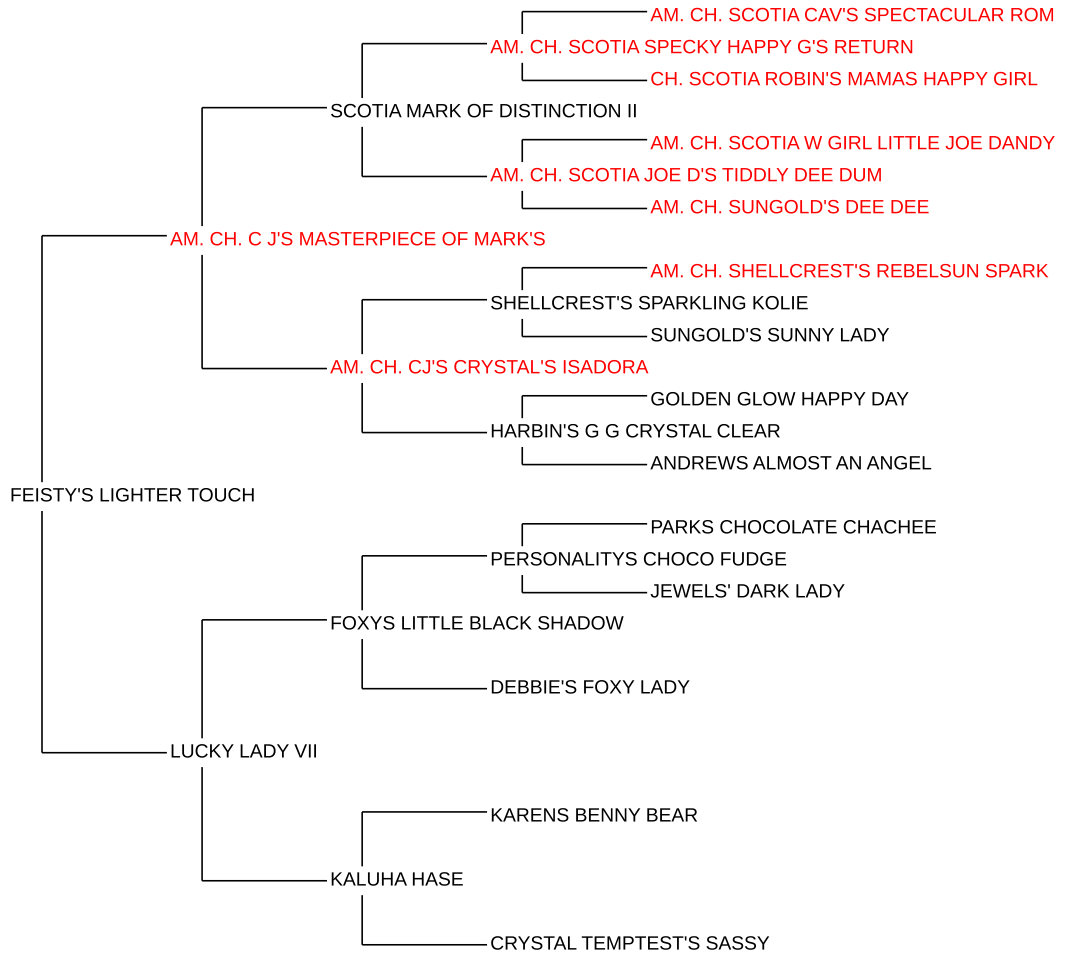 AM. CH. SCOTIA CAV'S SPECTACULAR ROM
AM. CH. SCOTIA SPECKY HAPPY G'S RETURN
CH. SCOTIA ROBIN'S MAMAS HAPPY GIRL
SCOTIA MARK OF DISTINCTION II
AM. CH. SCOTIA W GIRL LITTLE JOE DANDY
AM. CH. SCOTIA JOE D'S TIDDLY DEE DUM
AM. CH. SUNGOLD'S DEE DEE
AM. CH. C J'S MASTERPIECE OF MARK'S
AM. CH. SHELLCREST'S REBELSUN SPARK
SHELLCREST'S SPARKLING KOLIE
SUNGOLD'S SUNNY LADY
AM. CH. CJ'S CRYSTAL'S ISADORA
GOLDEN GLOW HAPPY DAY
HARBIN'S G G CRYSTAL CLEAR
ANDREWS ALMOST AN ANGEL
FEISTY'S LIGHTER TOUCH
PARKS CHOCOLATE CHACHEE
PERSONALITYS CHOCO FUDGE
JEWELS' DARK LADY
FOXYS LITTLE BLACK SHADOW
DEBBIE'S FOXY LADY
LUCKY LADY VII
KARENS BENNY BEAR
KALUHA HASE
CRYSTAL TEMPTEST'S SASSY